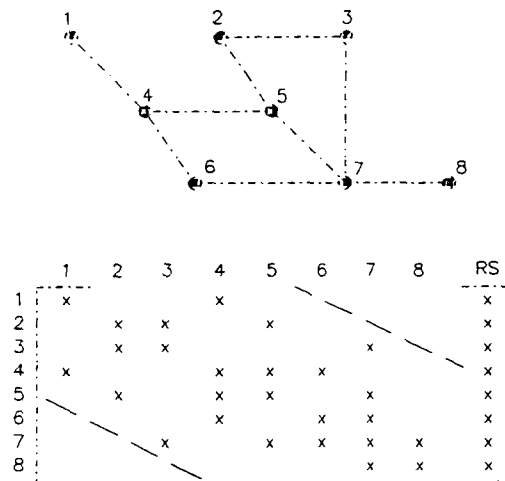 1 2 3
4 5
6 7 8
1 2 3 4 5 6 7 8 RS
1 x x x
2 x x x x
3 x x x x
4 x x x x x
5 x x x x x
6 x x x x
7 x x x x x x
8 x x x